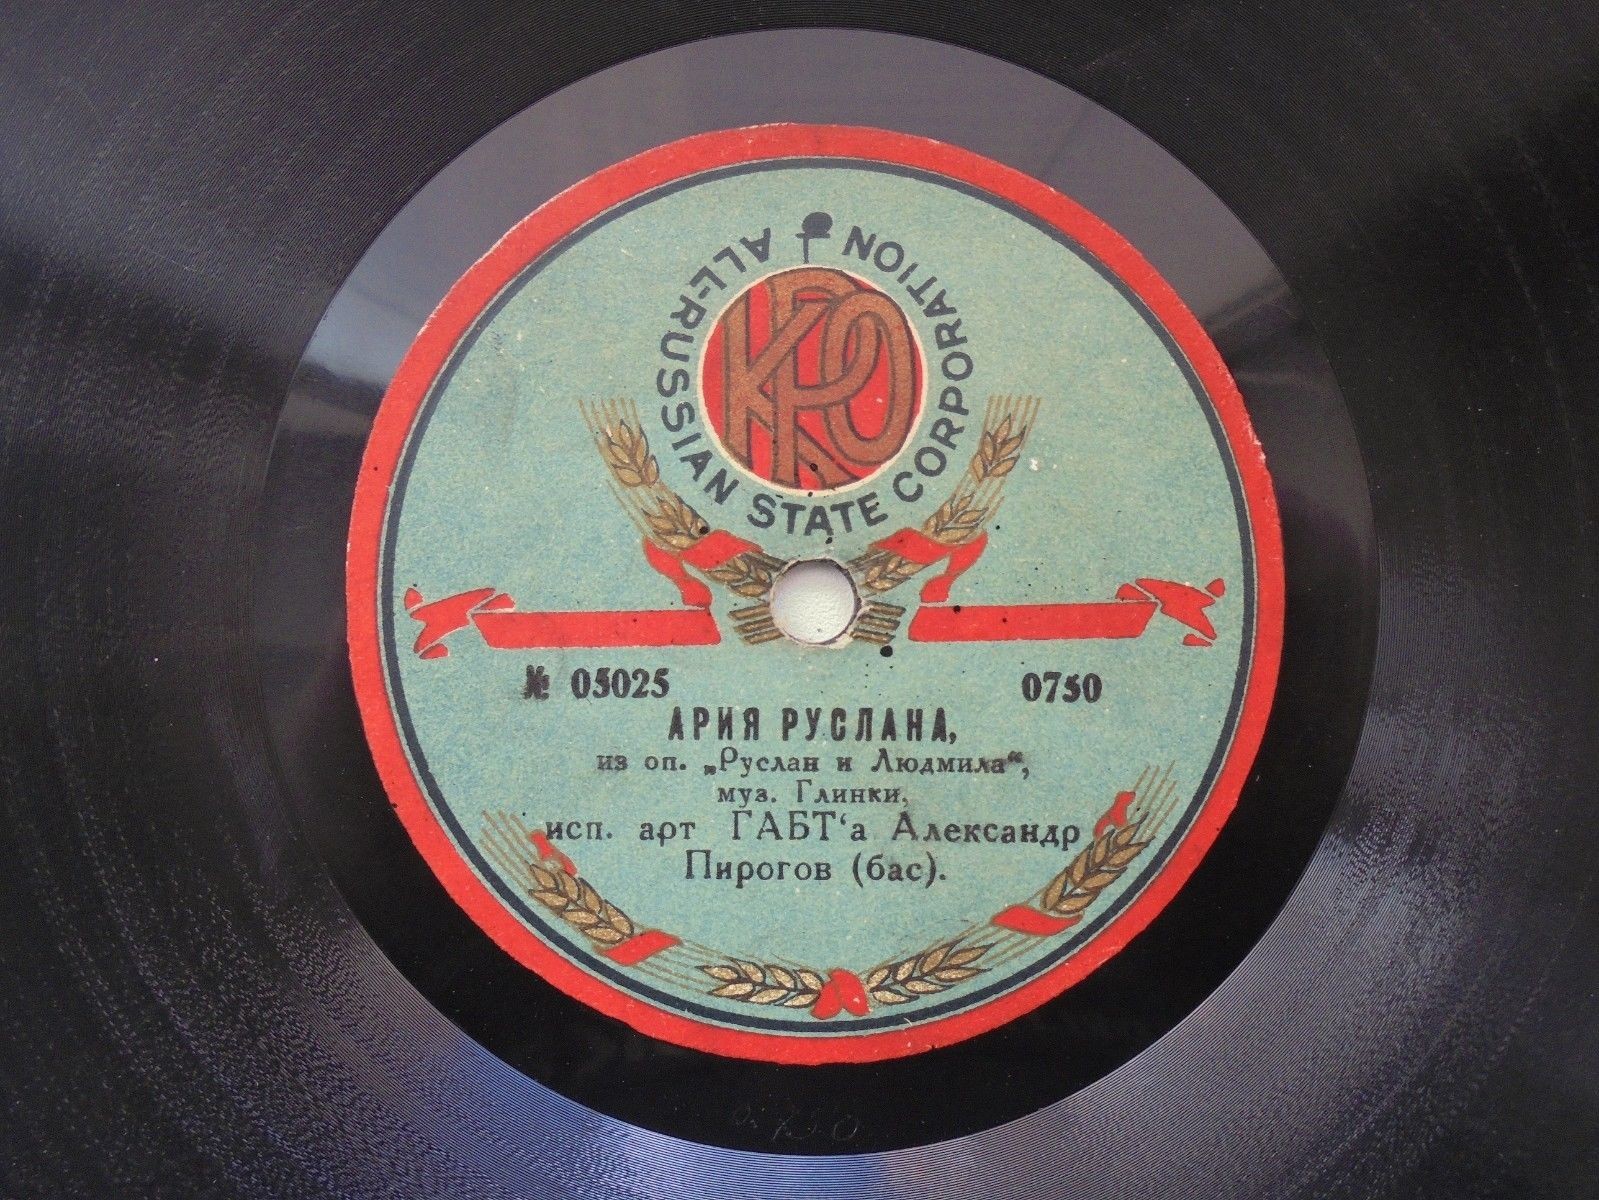 ALL-RUSSIAN STATE CORPORATION
№ 05025 0750
АРИЯ РУСЛАНА,
из оп. „Руслан и Людмила“,
муз. Глинки,
исп. арт ГАБТ‘а Александр
Пирогов (бас).